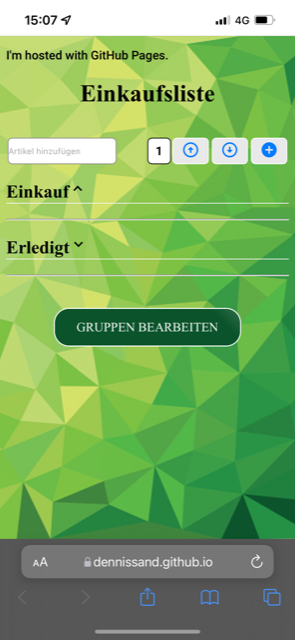 15:07
4G
I'm hosted with GitHub Pages.
Einkaufsliste
Artikel hinzufügen
1
Einkauf
Erledigt
GRUPPEN BEARBEITEN
AA
dennissand.github.io